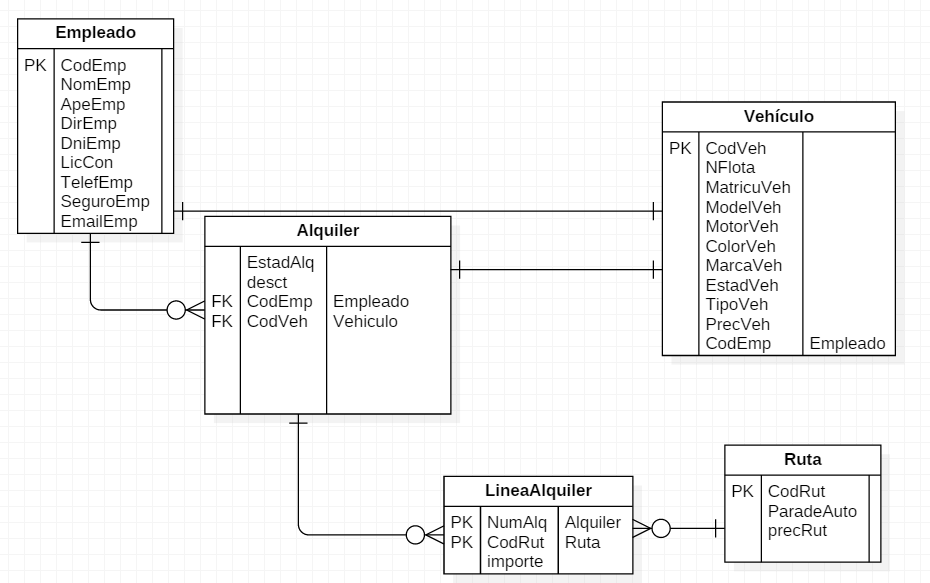 Empleado
PK CodEmp
NomEmp
ApeEmp
DirEmp
DniEmp
LicCon
TelefEmp
SeguroEmp
EmailEmp
Vehículo
PK CodVeh
NFlota
MatricuVeh
ModelVeh
MotorVeh
ColorVeh
MarcaVeh
EstadVeh
TipoVeh
PrecVeh
CodEmp Empleado
Alquiler
EstadAlq
desct
FK CodEmp Empleado
FK CodVeh Vehiculo
LineaAlquiler
PK NumAlq Alquiler
PK CodRut Ruta
importe
Ruta
PK CodRut
ParadeAuto
precRut